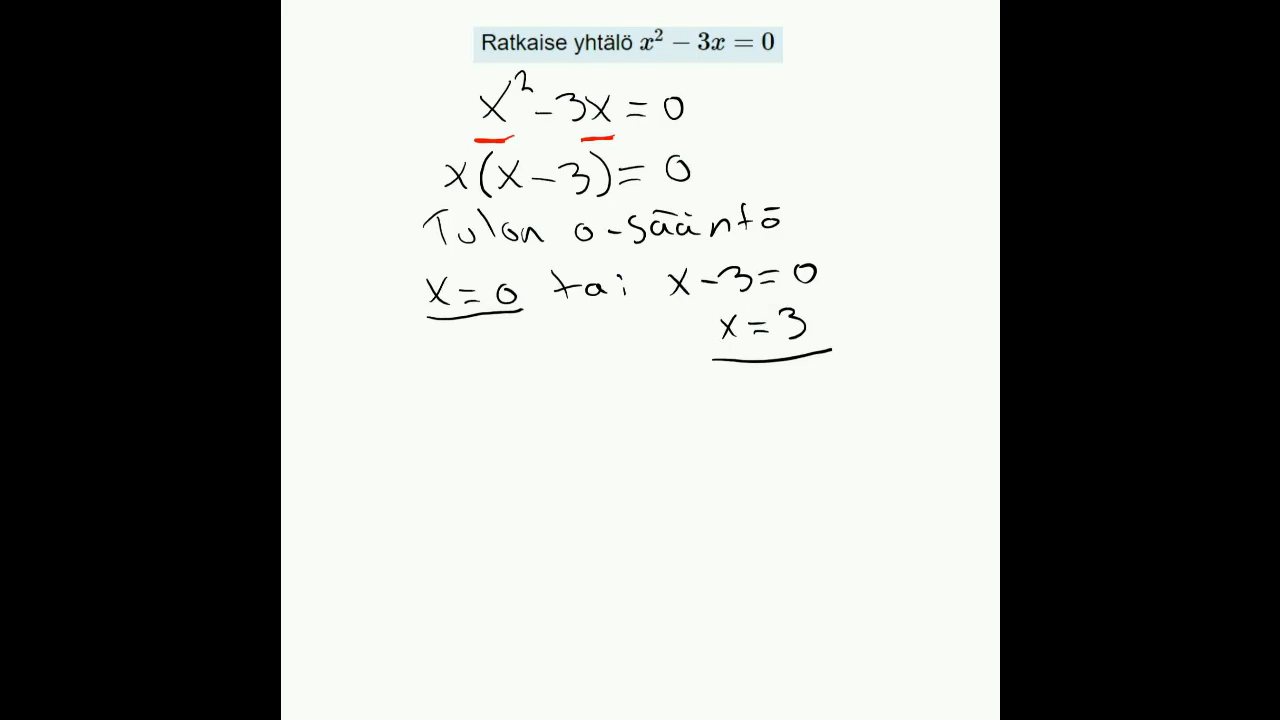 Ratkaise yhtälö x² − 3x = 0
x² - 3x = 0
x(x - 3) = 0
Tulon 0-sääntö
x = 0 tai x - 3 = 0
x = 3